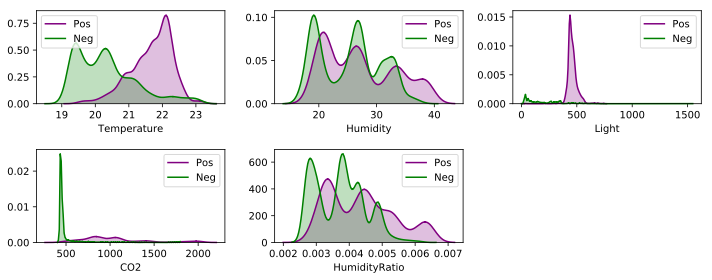 0.75
0.50
0.25
0.00
Pos
Neg
19 20 21 22 23
Temperature
0.10
0.05
0.00
Pos
Neg
20 30 40
Humidity
0.015
0.010
0.005
0.000
Pos
Neg
0 500 1000 1500
Light
0.02
0.01
0.00
Pos
Neg
500 1000 1500 2000
CO2
600
400
200
0
Pos
Neg
0.002 0.003 0.004 0.005 0.006 0.007
HumidityRatio